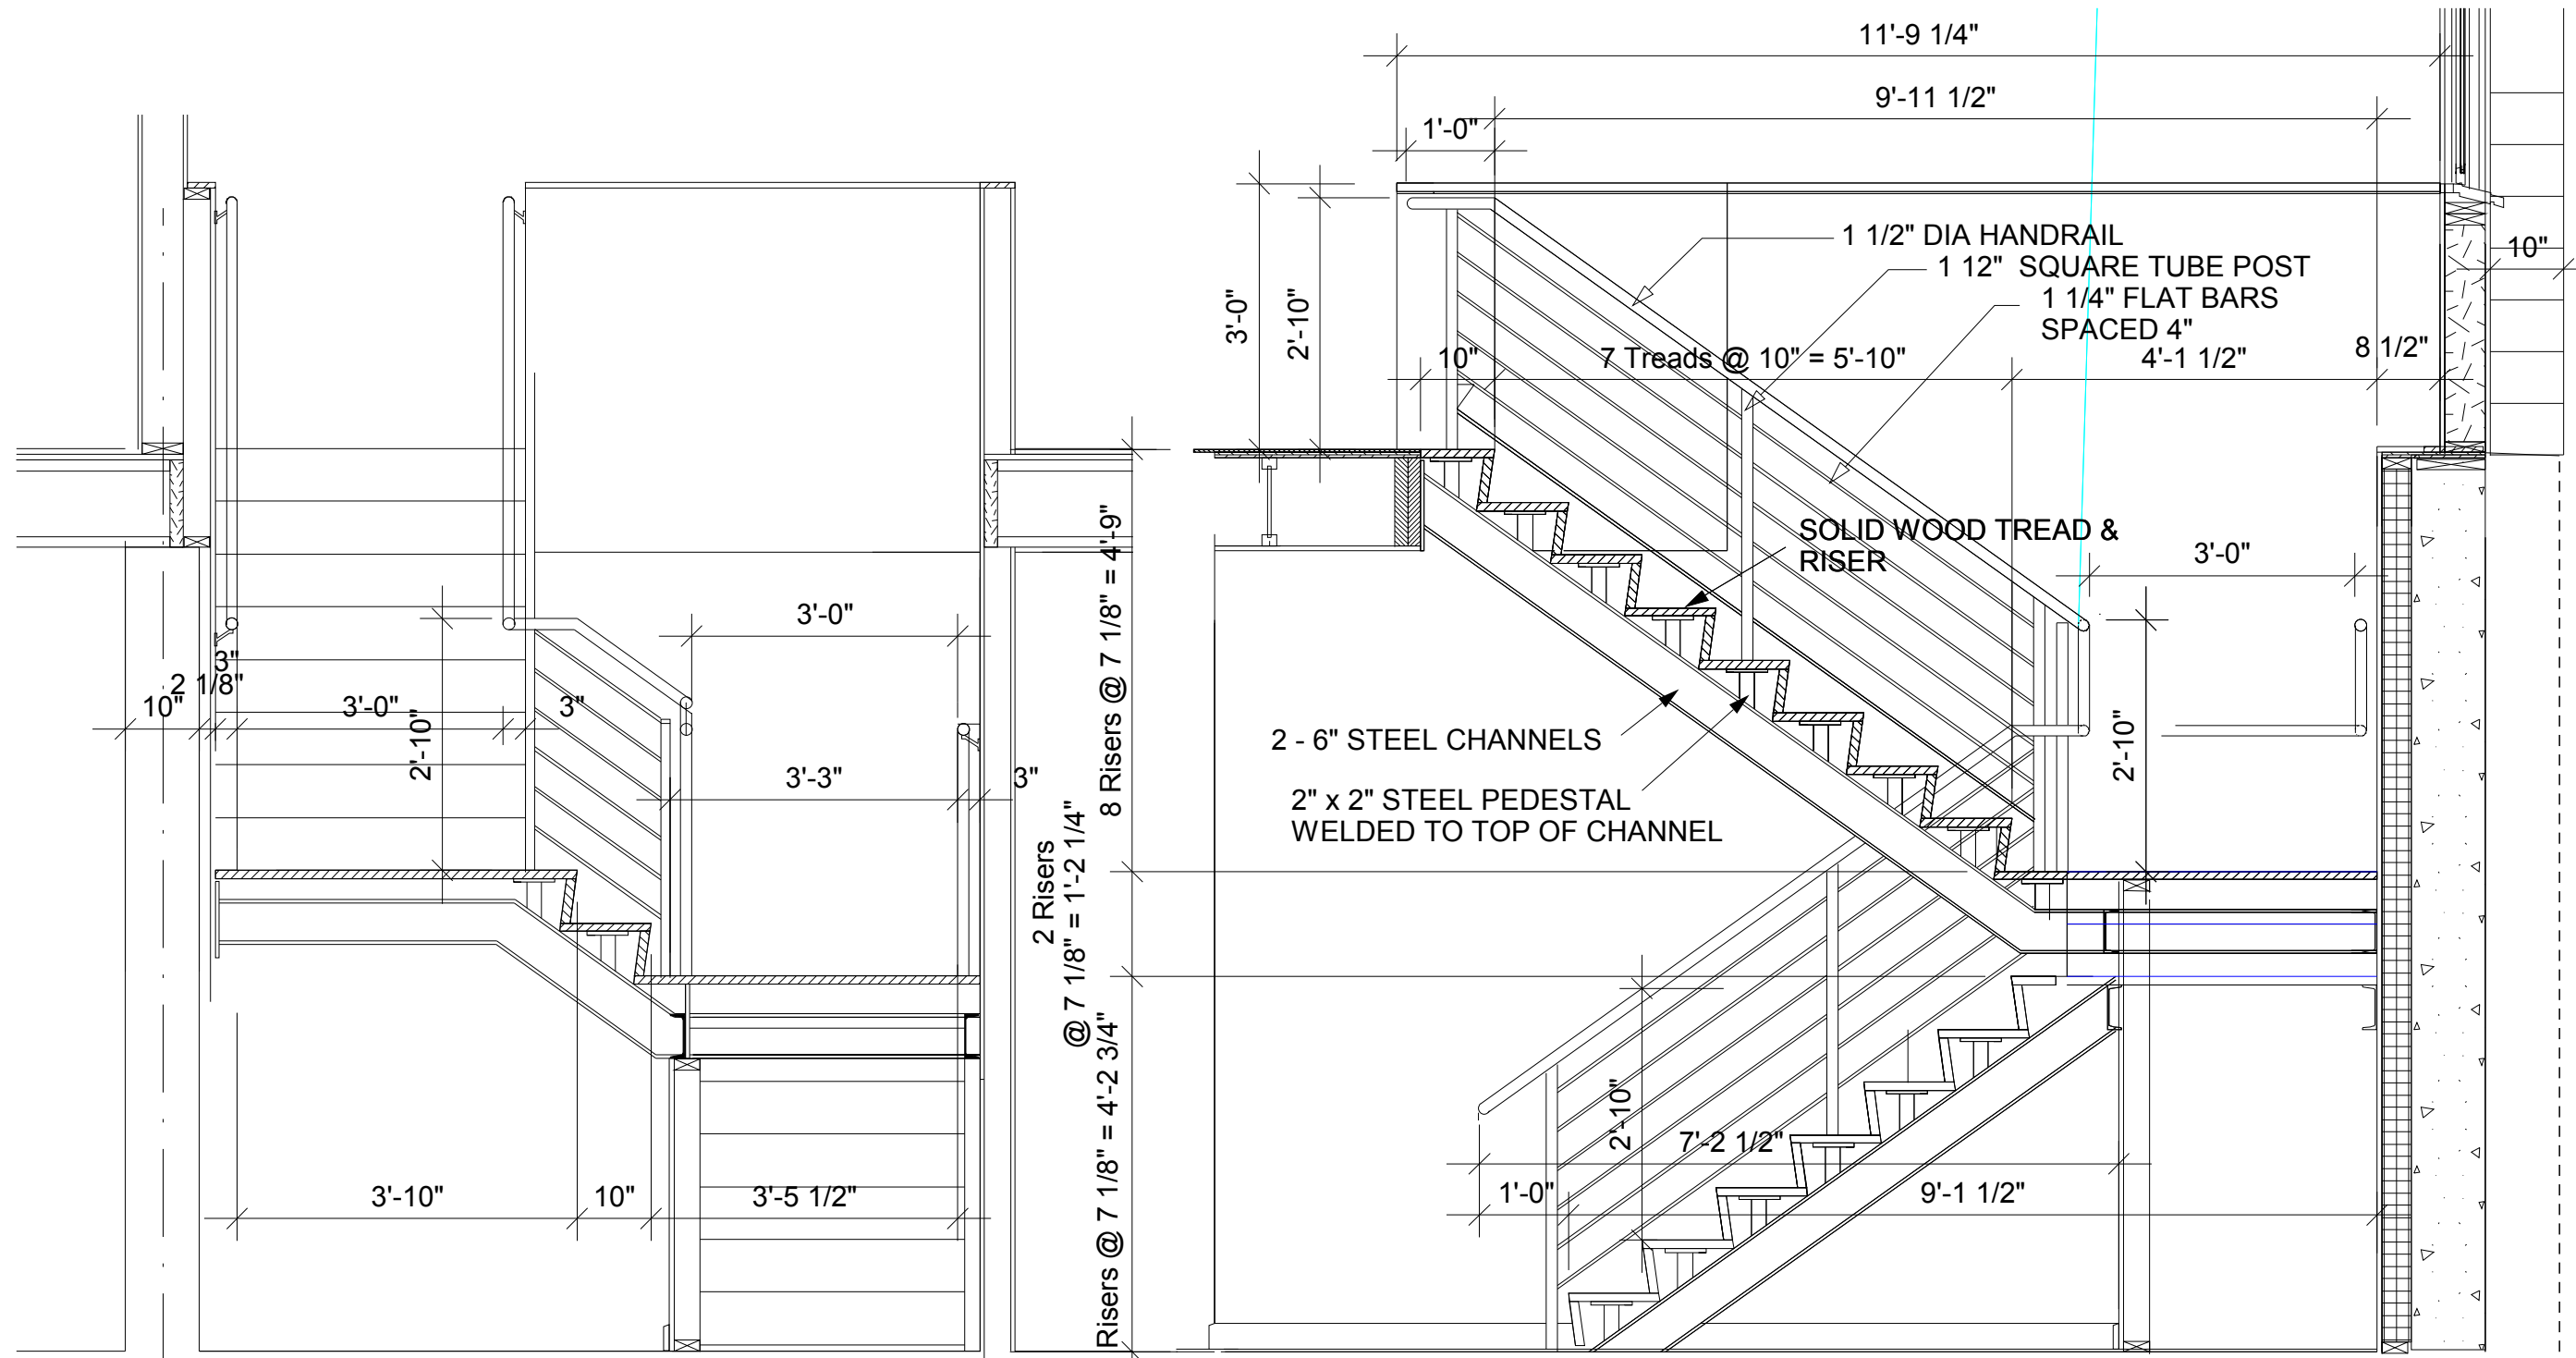 11'-9 1/4"
9'-11 1/2"
1'-0"
1 1/2" DIA HANDRAIL
1 12"  SQUARE TUBE POST
1 1/4" FLAT BARS
SPACED 4"
10"
3'-0"
2'-10"
10"
7 Treads @ 10" = 5'-10"
4'-1 1/2"
8 1/2"
SOLID WOOD TREAD &
RISER
3'-0"
3'-0"
3"
2 1/8"
10"
3'-0"
3"
2'-10"
3'-3"
3"
8 Risers @ 7 1/8" = 4'-9"
2 Risers
@ 7 1/8" = 1'-2 1/4"
Risers @ 7 1/8" = 4'-2 3/4"
2 - 6" STEEL CHANNELS
2" x 2" STEEL PEDESTAL
WELDED TO TOP OF CHANNEL
2'-10"
2'-10"
7'-2 1/2"
1'-0"
9'-1 1/2"
3'-10"
10"
3'-5 1/2"